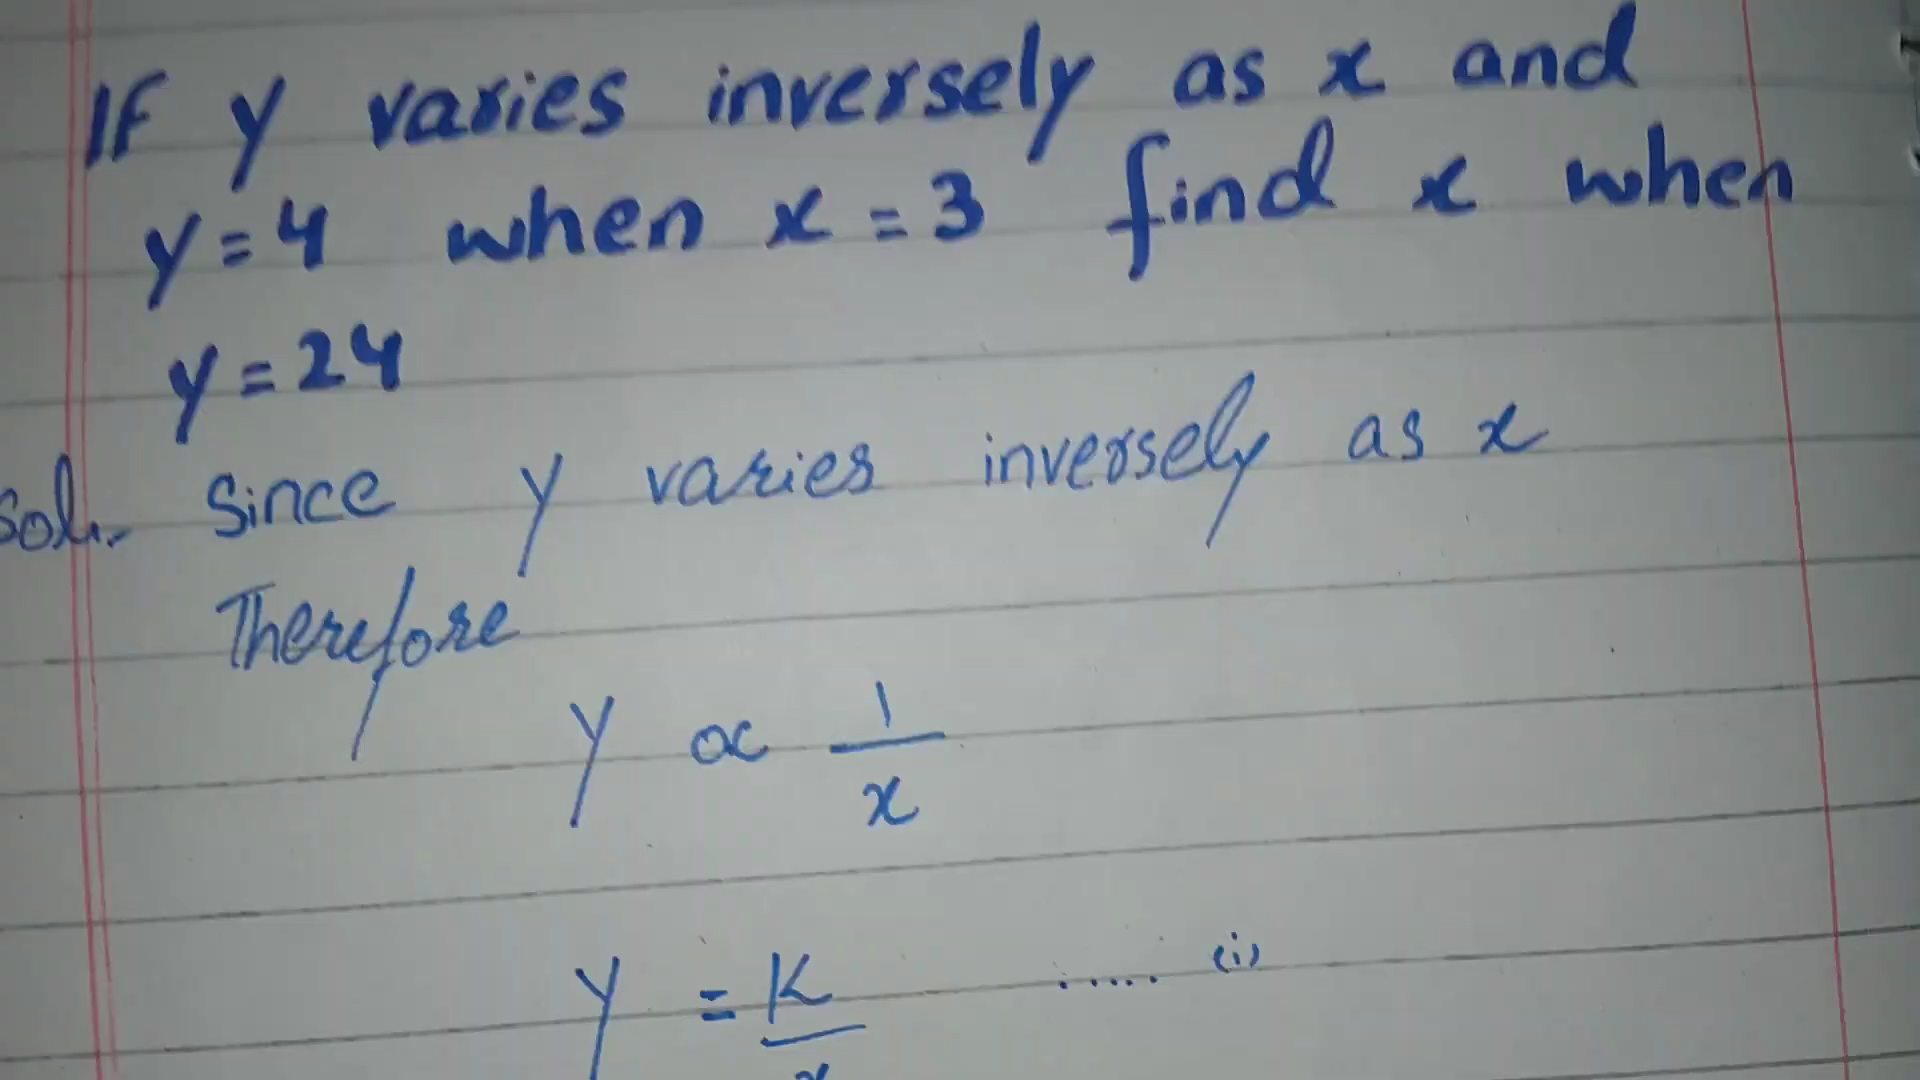 If y varies inversely as x and
y = 4 when x = 3 find x when
y = 24
Sol:- Since y varies inversely as x
Therefore
y ∝ 1/x
y = K/x ..... (i)